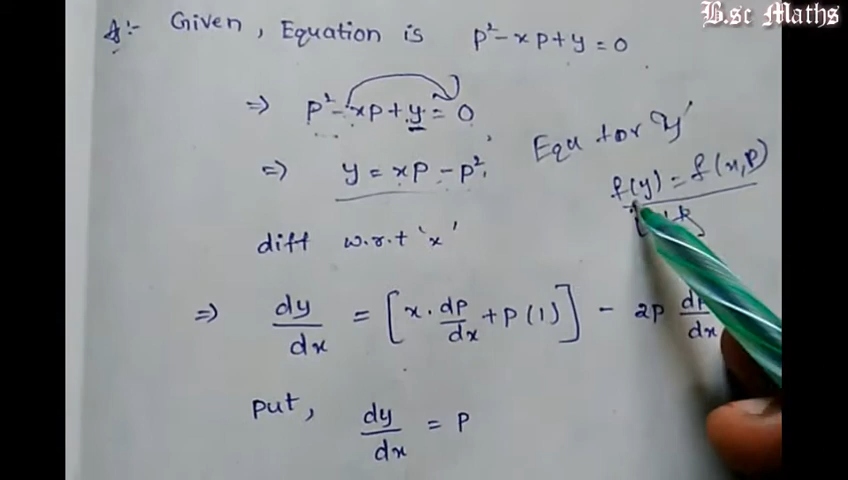 B.sc Maths
A:- Given, Equation is p² - xp + y = 0
⇒ p² - xp + y = 0
Equ for 'y'
⇒ y = xp - p²,
f(y) = f(x,p)
diff w.r.t 'x'
⇒ dy/dx = [x. dp/dx + p(1)] - 2p dp/dx
put, dy/dx = p